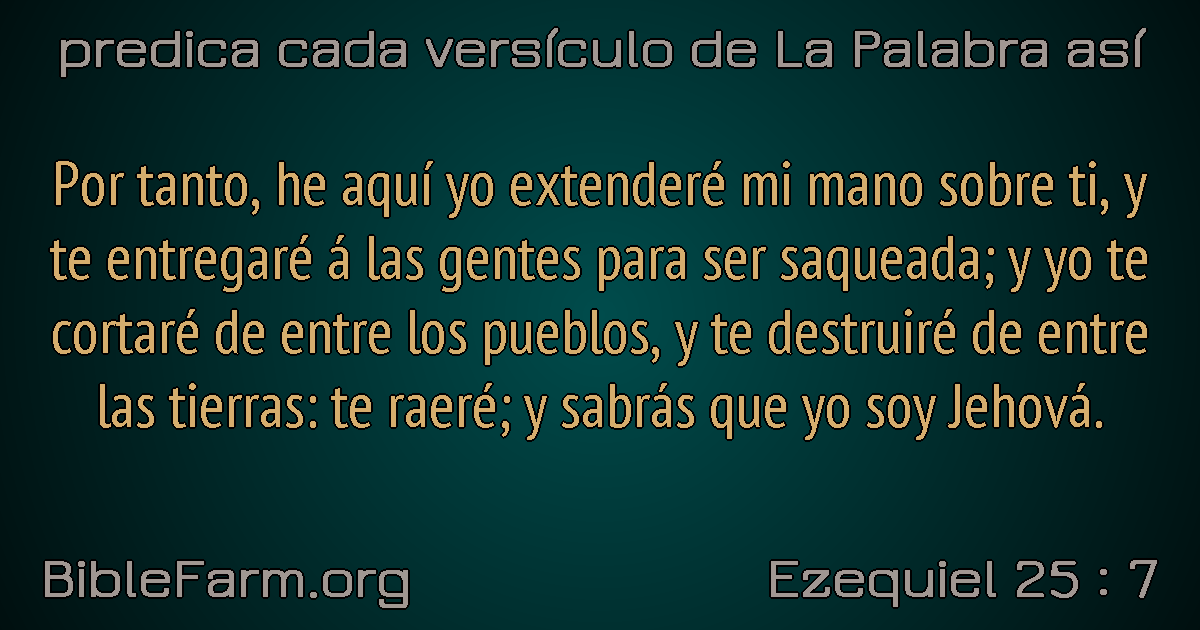 predica cada versículo de La Palabra así
Por tanto, he aquí yo extenderé mi mano sobre ti, y
te entregaré á las gentes para ser saqueada; y yo te
cortaré de entre los pueblos, y te destruiré de entre
las tierras: te raeré; y sabrás que yo soy Jehová.
BibleFarm.org
Ezequiel 25 : 7